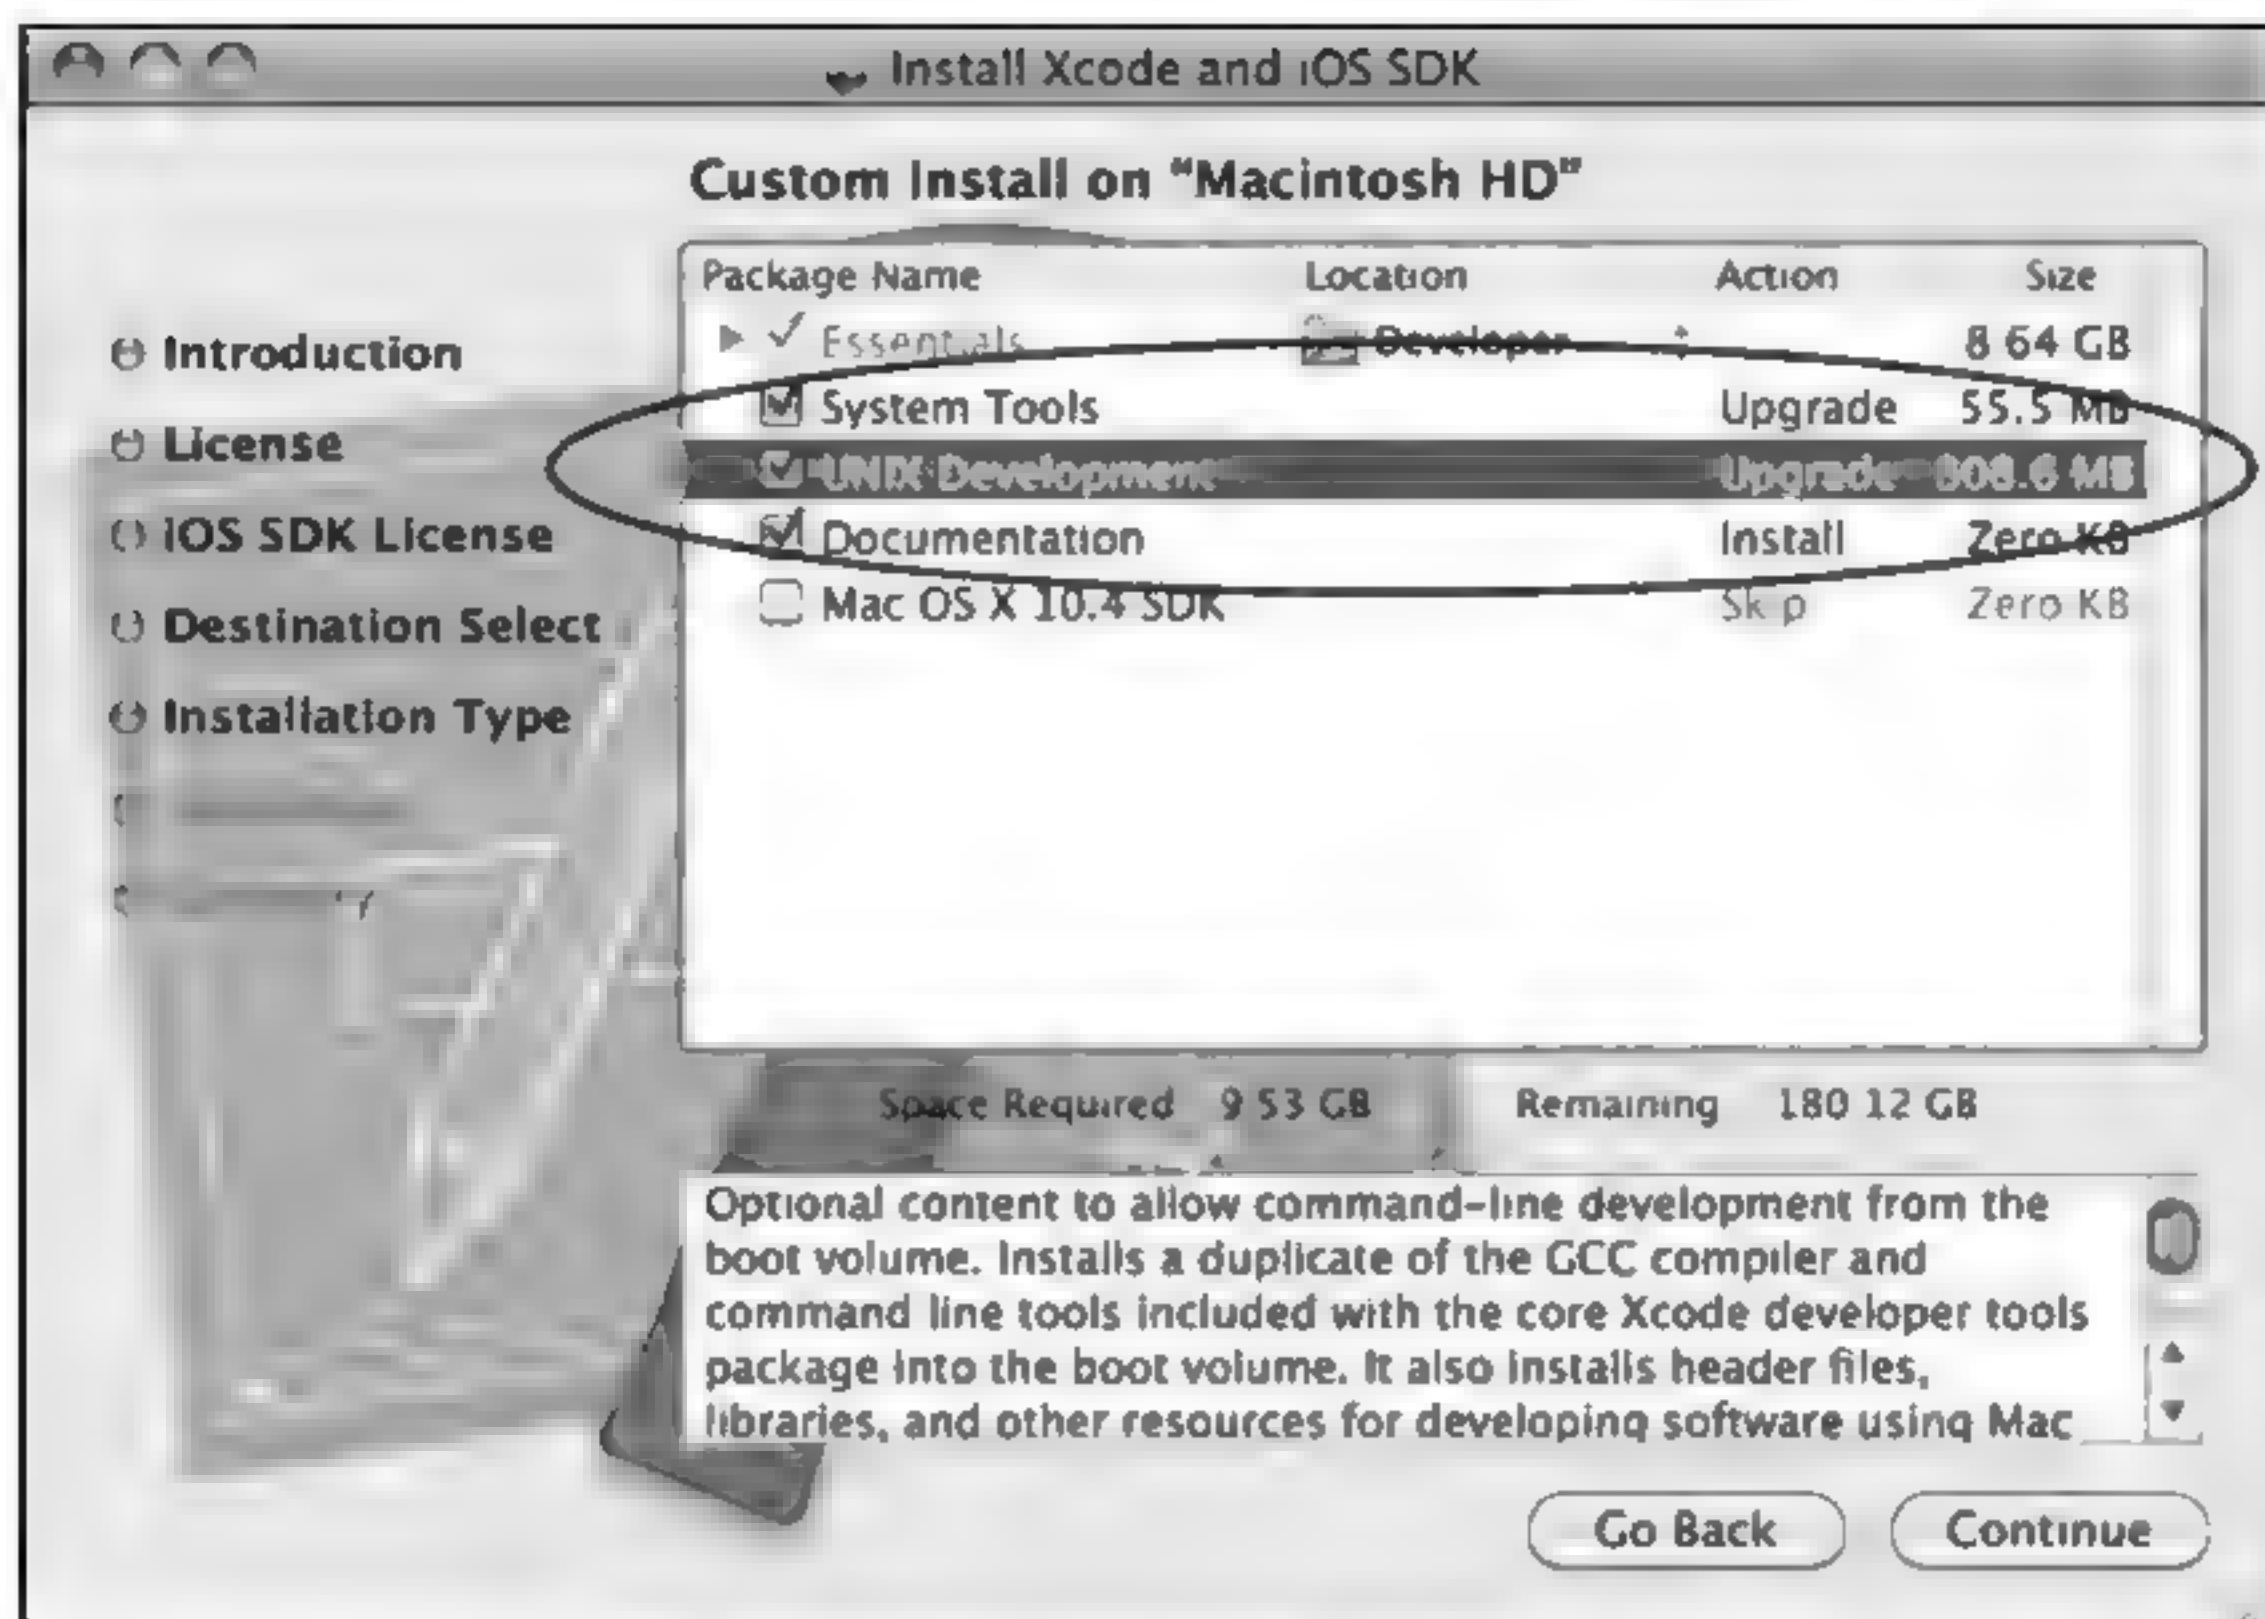 Install Xcode and iOS SDK
Custom Install on "Macintosh HD"
Package Name Location Action Size
Essentials Developer 8 64 GB
System Tools Upgrade 55.5 MB
UNIX Development Upgrade 808.6 MB
Documentation Install Zero KB
Mac OS X 10.4 SDK Skip Zero KB
Introduction
License
iOS SDK License
Destination Select
Installation Type
Space Required 9 53 GB Remaining 180 12 GB
Optional content to allow command-line development from the
boot volume. Installs a duplicate of the GCC compiler and
command line tools included with the core Xcode developer tools
package into the boot volume. It also installs header files,
libraries, and other resources for developing software using Mac
Go Back Continue